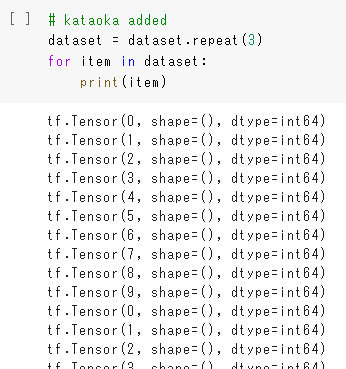 [ ] # kataoka added
dataset = dataset.repeat(3)
for item in dataset:
    print(item)
tf.Tensor(0, shape=(), dtype=int64)
tf.Tensor(1, shape=(), dtype=int64)
tf.Tensor(2, shape=(), dtype=int64)
tf.Tensor(3, shape=(), dtype=int64)
tf.Tensor(4, shape=(), dtype=int64)
tf.Tensor(5, shape=(), dtype=int64)
tf.Tensor(6, shape=(), dtype=int64)
tf.Tensor(7, shape=(), dtype=int64)
tf.Tensor(8, shape=(), dtype=int64)
tf.Tensor(9, shape=(), dtype=int64)
tf.Tensor(0, shape=(), dtype=int64)
tf.Tensor(1, shape=(), dtype=int64)
tf.Tensor(2, shape=(), dtype=int64)
tf.Tensor(3, shape=(), dtype=int64)